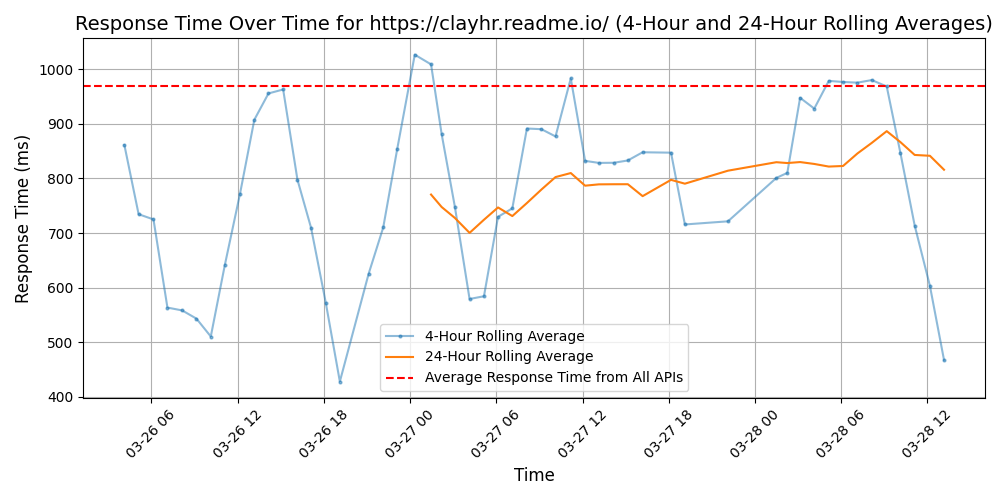 Response Time Over Time for https://clayhr.readme.io/ (4-Hour and 24-Hour Rolling Averages)
Response Time (ms)
1000
900
800
700
600
500
400
4-Hour Rolling Average
24-Hour Rolling Average
Average Response Time from All APIs
03-26 06
03-26 12
03-26 18
03-27 00
03-27 06
03-27 12
03-27 18
03-28 00
03-28 06
03-28 12
Time